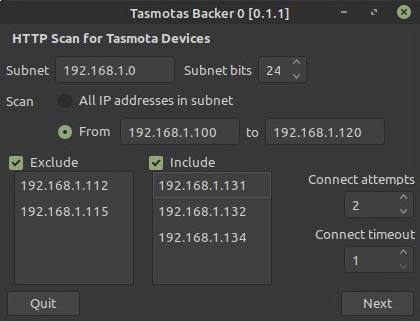 Tasmotas Backer 0 [0.1.1]
HTTP Scan for Tasmota Devices
Subnet 192.168.1.0 Subnet bits 24
Scan All IP addresses in subnet
From 192.168.1.100 to 192.168.1.120
Exclude Include
192.168.1.112 192.168.1.131 Connect attempts
192.168.1.115 192.168.1.132 2
192.168.1.134 Connect timeout
1
Quit Next